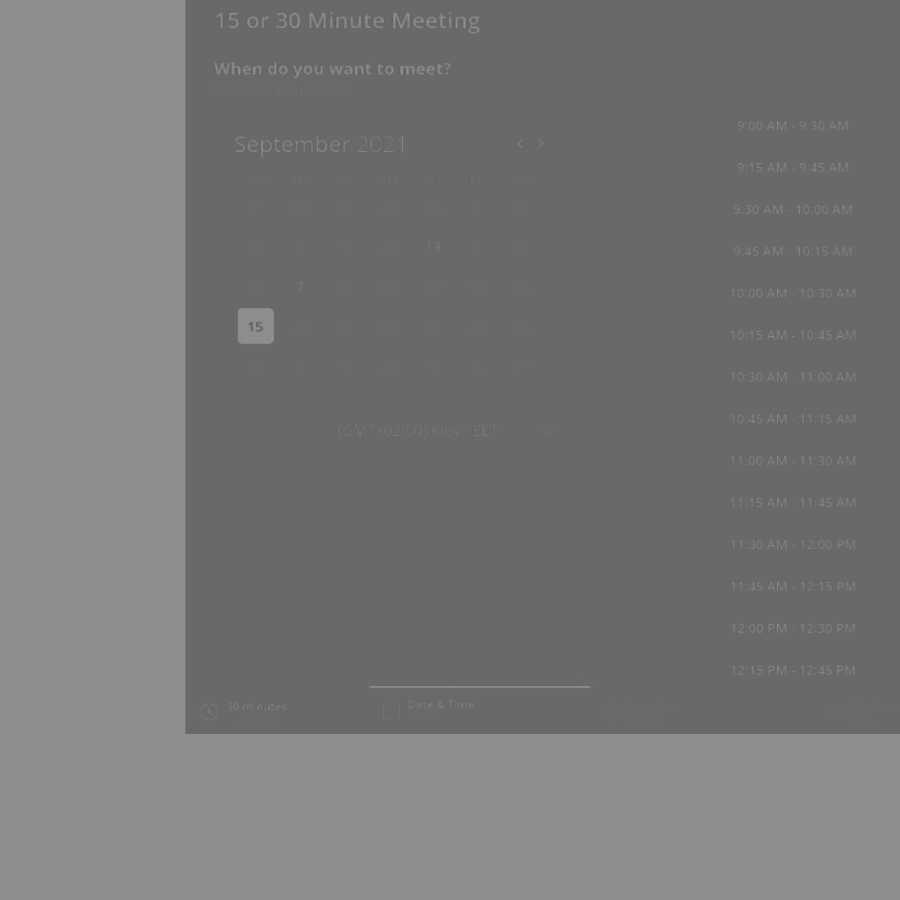 15 or 30 Minute Meeting
When do you want to meet?
September 2021
19
7
15
(GMT+02:00) Kiev EET
9:00 AM - 9:30 AM
9:15 AM - 9:45 AM
9:30 AM - 10:00 AM
9:45 AM - 10:15 AM
10:00 AM - 10:30 AM
10:15 AM - 10:45 AM
10:30 AM - 11:00 AM
10:45 AM - 11:15 AM
11:00 AM - 11:30 AM
11:15 AM - 11:45 AM
11:30 AM - 12:00 PM
11:45 AM - 12:15 PM
12:00 PM - 12:30 PM
12:15 PM - 12:45 PM
30 minutes
Date & Time